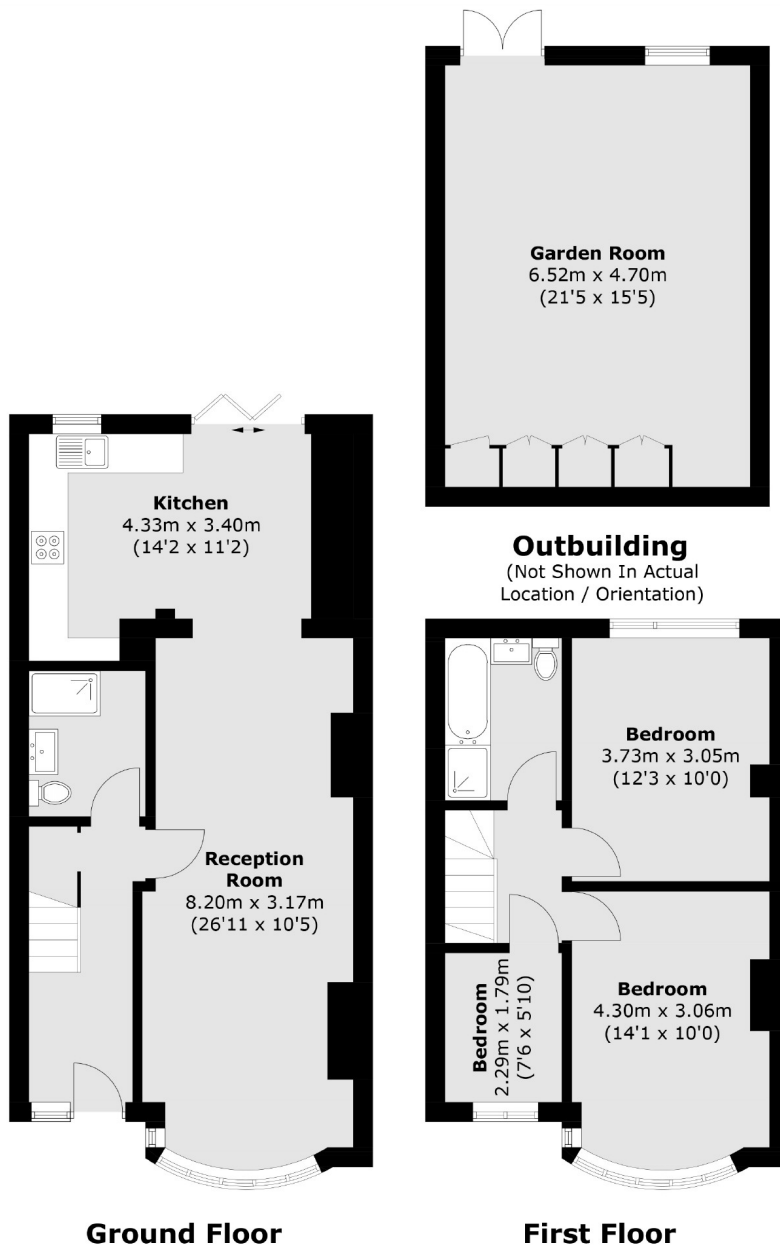 Garden Room
6.52m x 4.70m
(21'5 x 15'5)
Outbuilding
(Not Shown In Actual
Location / Orientation)
Kitchen
4.33m x 3.40m
(14'2 x 11'2)
Reception
Room
8.20m x 3.17m
(26'11 x 10'5)
Ground Floor
Bedroom
3.73m x 3.05m
(12'3 x 10'0)
Bedroom
4.30m x 3.06m
(14'1 x 10'0)
Bedroom
2.29m x 1.79m
(7'6 x 5'10)
First Floor